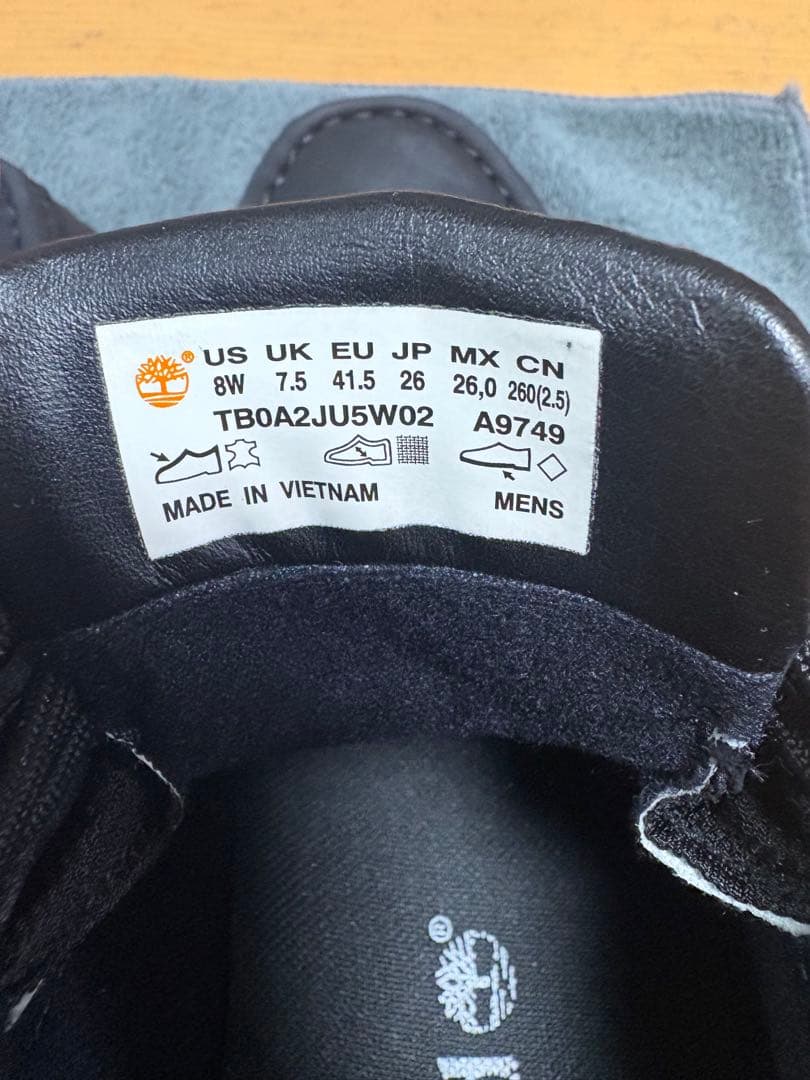 ® US UK EU JP MX CN
8W 7.5 41.5 26 26,0 260(2.5)
TB0A2JU5W02 A9749
MADE IN VIETNAM MENS
®